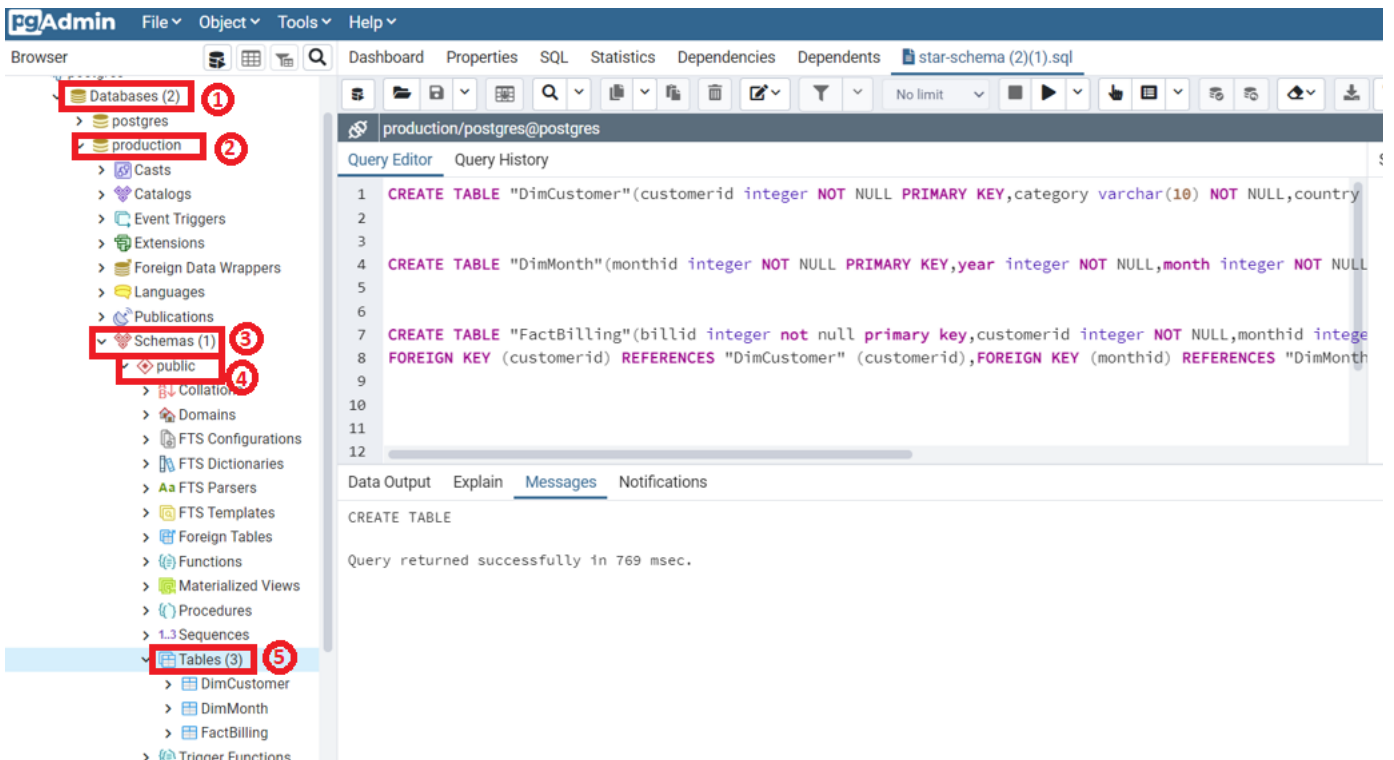 pgAdmin File Object Tools Help
Browser
Dashboard Properties SQL Statistics Dependencies Dependents star-schema (2)(1).sql
No limit
production/postgres@postgres
Query Editor Query History
Databases (2) 1
postgres
production 2
Casts
Catalogs
Event Triggers
Extensions
Foreign Data Wrappers
Languages
Publications
Schemas (1) 3
public 4
Collations
Domains
FTS Configurations
FTS Dictionaries
Aa FTS Parsers
FTS Templates
Foreign Tables
Functions
Materialized Views
Procedures
1..3 Sequences
Tables (3) 5
DimCustomer
DimMonth
FactBilling
Trigger Functions
1 CREATE TABLE "DimCustomer"(customerid integer NOT NULL PRIMARY KEY,category varchar(10) NOT NULL,country
2
3
4 CREATE TABLE "DimMonth"(monthid integer NOT NULL PRIMARY KEY,year integer NOT NULL,month integer NOT NULL
5
6
7 CREATE TABLE "FactBilling"(billid integer not null primary key,customerid integer NOT NULL,monthid intege
8 FOREIGN KEY (customerid) REFERENCES "DimCustomer" (customerid),FOREIGN KEY (monthid) REFERENCES "DimMonth
9
10
11
12
Data Output Explain Messages Notifications
CREATE TABLE
Query returned successfully in 769 msec.